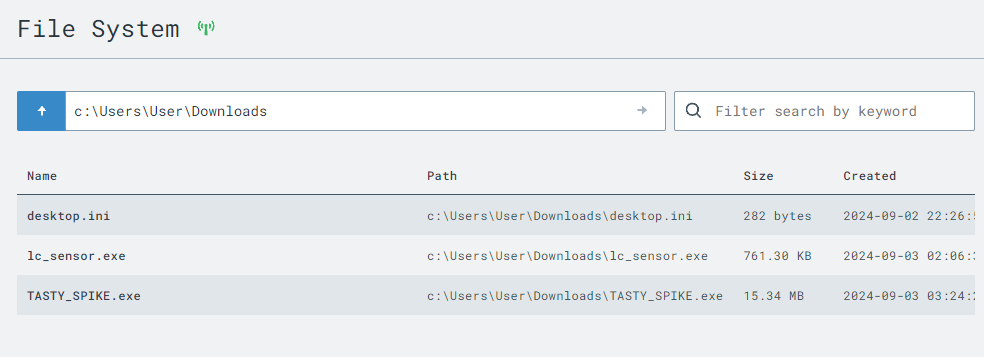 File System
c:\Users\User\Downloads
Filter search by keyword
Name Path Size Created
desktop.ini c:\Users\User\Downloads\desktop.ini 282 bytes 2024-09-02 22:26:
lc_sensor.exe c:\Users\User\Downloads\lc_sensor.exe 761.30 KB 2024-09-03 02:06:
TASTY_SPIKE.exe c:\Users\User\Downloads\TASTY_SPIKE.exe 15.34 MB 2024-09-03 03:24: